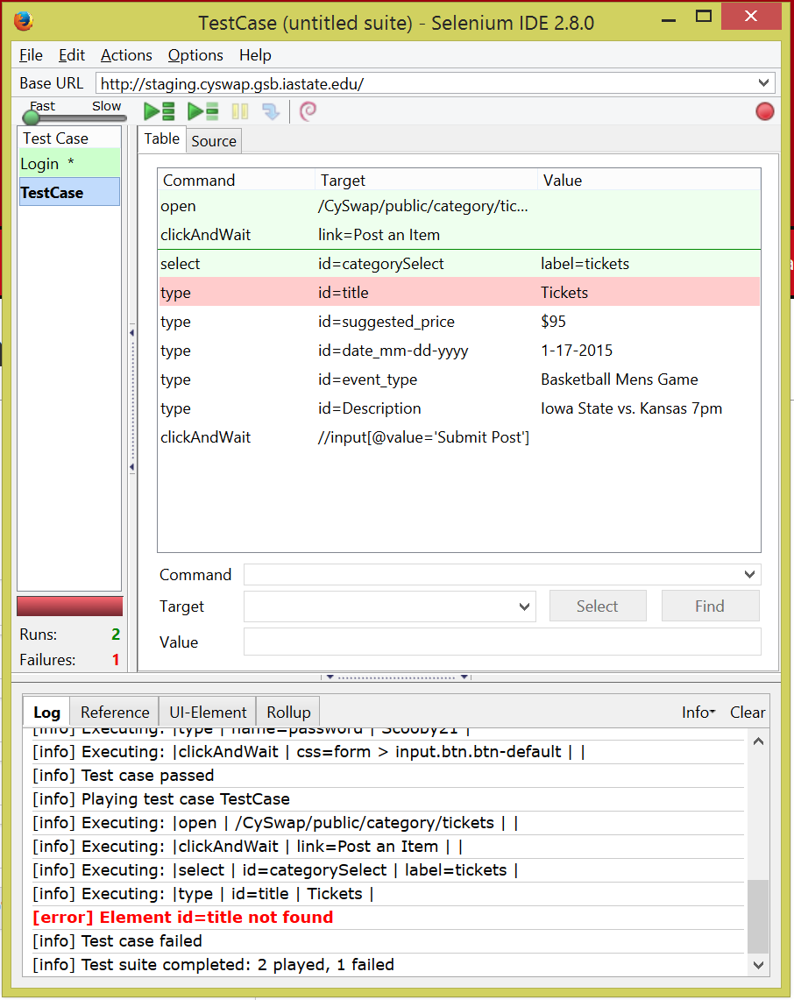 TestCase (untitled suite) - Selenium IDE 2.8.0
File Edit Actions Options Help
Base URL http://staging.cyswap.gsb.iastate.edu/
Fast Slow
Test Case
Login *
TestCase
Table Source
Command Target Value
open /CySwap/public/category/tic...
clickAndWait link=Post an Item
select id=categorySelect label=tickets
type id=title Tickets
type id=suggested_price $95
type id=date_mm-dd-yyyy 1-17-2015
type id=event_type Basketball Mens Game
type id=Description Iowa State vs. Kansas 7pm
clickAndWait //input[@value='Submit Post']
Command
Target Select Find
Value
Runs: 2
Failures: 1
Log Reference UI-Element Rollup Info Clear
[info] Executing: |type | name=password | Scooby21 |
[info] Executing: |clickAndWait | css=form > input.btn.btn-default | |
[info] Test case passed
[info] Playing test case TestCase
[info] Executing: |open | /CySwap/public/category/tickets | |
[info] Executing: |clickAndWait | link=Post an Item | |
[info] Executing: |select | id=categorySelect | label=tickets |
[info] Executing: |type | id=title | Tickets |
[error] Element id=title not found
[info] Test case failed
[info] Test suite completed: 2 played, 1 failed